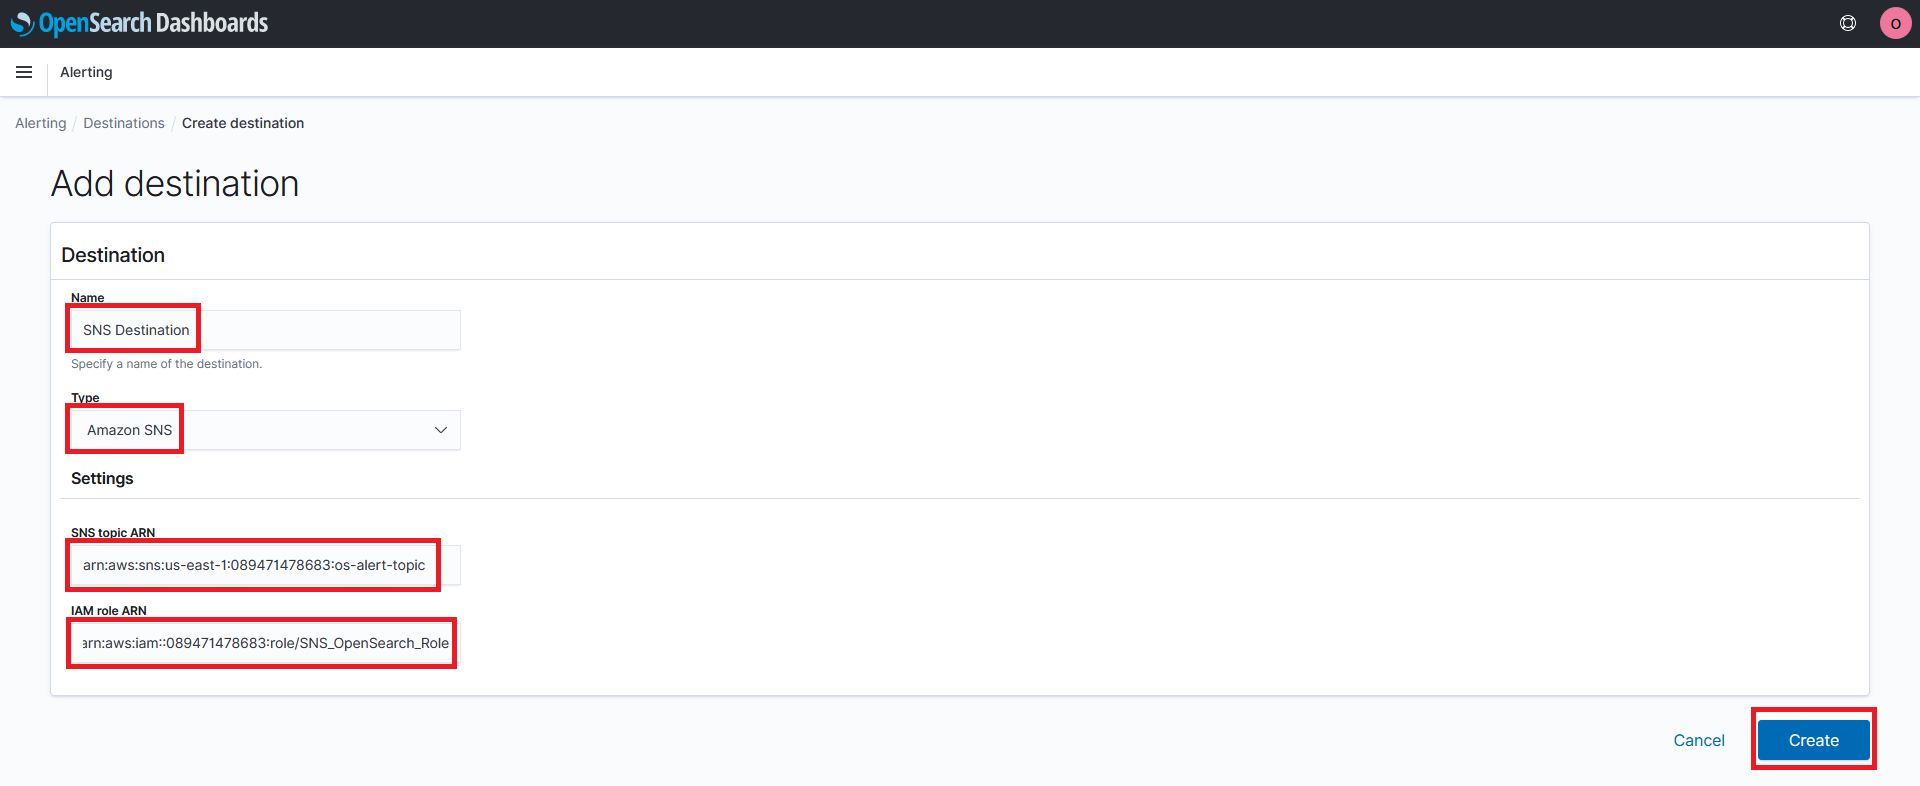 OpenSearch Dashboards
O
Alerting
Alerting / Destinations / Create destination
Add destination
Destination
Name
SNS Destination
Specify a name of the destination.
Type
Amazon SNS
Settings
SNS topic ARN
arn:aws:sns:us-east-1:089471478683:os-alert-topic
IAM role ARN
arn:aws:iam::089471478683:role/SNS_OpenSearch_Role
Cancel
Create